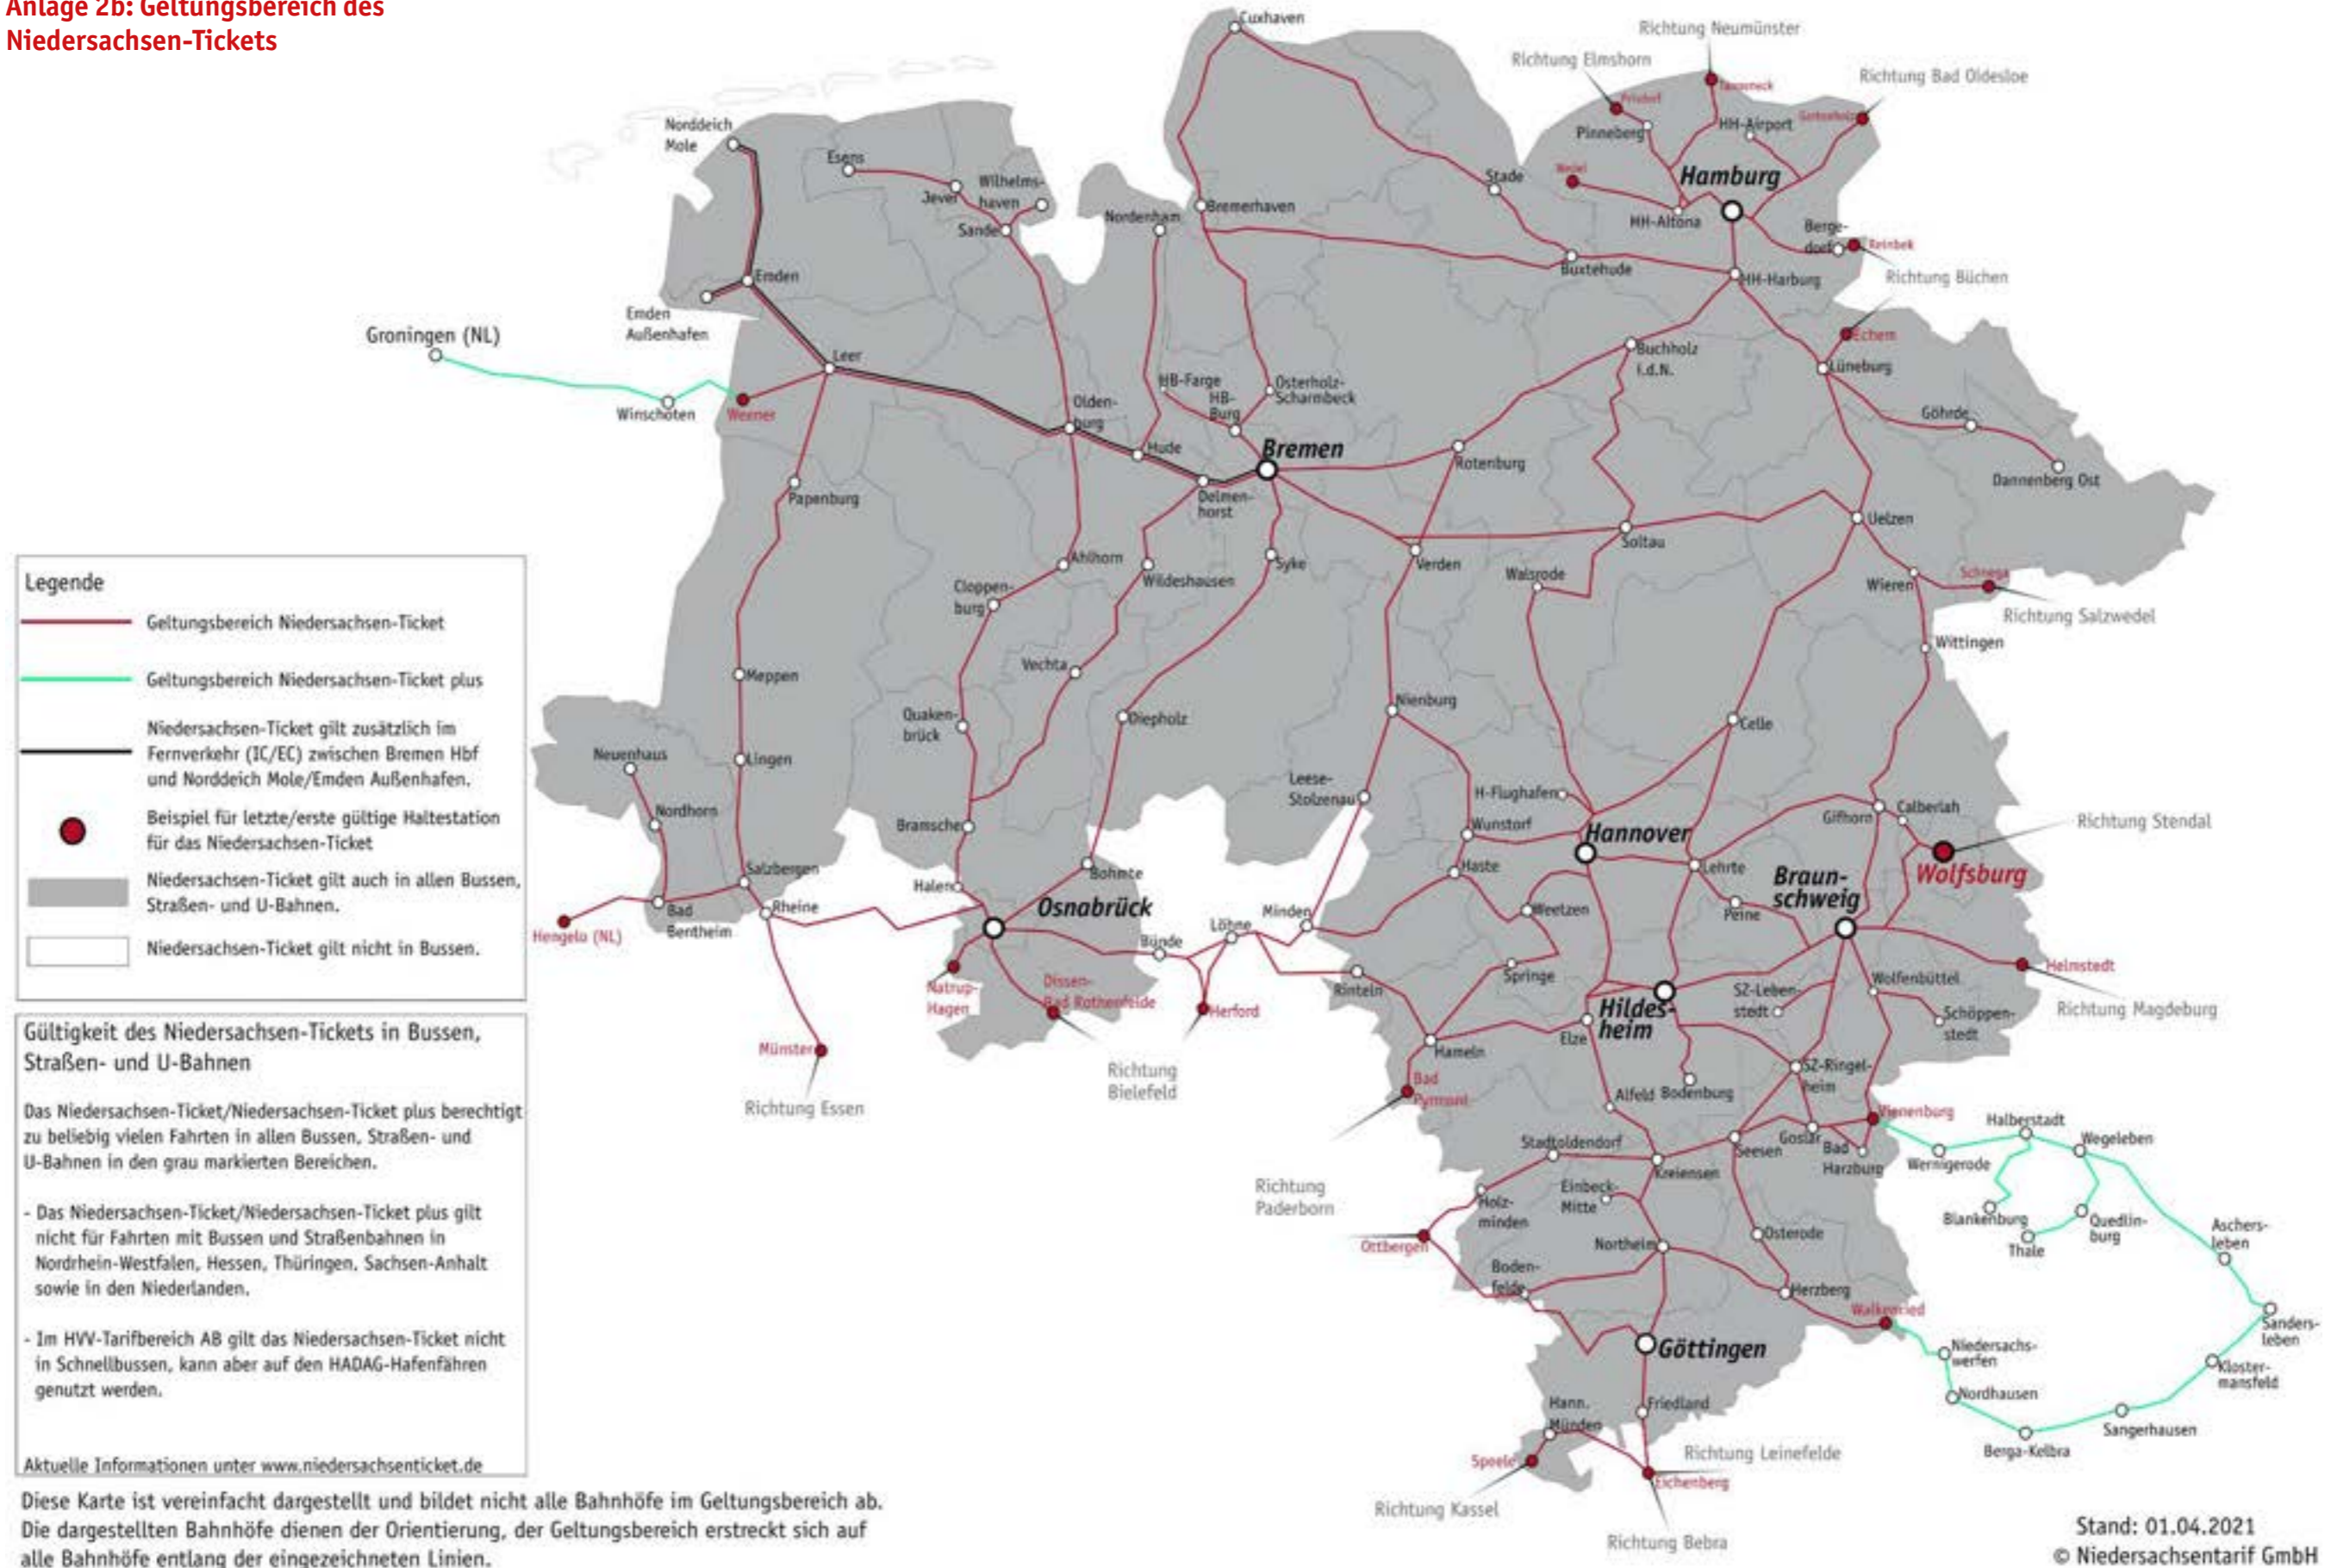 Anlage 2b: Geltungsbereich des
Niedersachsen-Tickets
Cuxhaven
Richtung Neumünster
Richtung Elmshorn
Richtung Bad Oldesloe
Prisdorf
HH-Airport
Pinneberg
Norddeich
Mole
Esens
Jever
Wilhelms-
haven
Sande
Nordenham
Bremerhaven
Stade
Wedel
Hamburg
HH-Altona
Berge-
dorf
Reinbek
Richtung Büchen
Buxtehude
HH-Harburg
Emden
Emden
Außenhafen
Groningen (NL)
Winschoten
Weener
Leer
Echem
Lüneburg
Buchholz
i.d.N.
Göhrde
Dannenberg Ost
HB-Farge
HB-
Burg
Osterholz-
Scharmbeck
Olden-
burg
Hude
Bremen
Delmen-
horst
Rotenburg
Papenburg
Uelzen
Soltau
Ahlhorn
Wildeshausen
Syke
Verden
Walsrode
Wieren
Schnega
Richtung Salzwedel
Cloppen-
burg
Wittingen
Vechta
Meppen
Quaken-
brück
Diepholz
Nienburg
Celle
Neuenhaus
Lingen
Leese-
Stolzenau
H-Flughafen
Nordhorn
Bramsche
Wunstorf
Hannover
Gifhorn
Calberlah
Richtung Stendal
Salzbergen
Halen
Bohmte
Haste
Lehrte
Braun-
schweig
Wolfsburg
Bad
Bentheim
Rheine
Osnabrück
Löhne
Minden
Weetzen
Peine
Hengelo (NL)
Bünde
Natrup-
Hagen
Dissen-
Bad Rothenfelde
Herford
Rinteln
Springe
Hildes-
heim
SZ-Leben-
stedt
Wolfenbüttel
Helmstedt
Richtung Magdeburg
Schöppen-
stedt
Münster
Richtung Essen
Richtung
Bielefeld
Hameln
Elze
Bad
Pyrmont
Alfeld
Bodenburg
SZ-Ringel-
heim
Vienenburg
Halberstadt
Wegeleben
Stadtoldendorf
Kreiensen
Seesen
Goslar
Bad
Harzburg
Wernigerode
Richtung
Paderborn
Holz-
minden
Einbeck-
Mitte
Blankenburg
Thale
Quedlin-
burg
Aschers-
leben
Ottbergen
Northeim
Osterode
Boden-
felde
Herzberg
Walkenried
Sanders-
leben
Göttingen
Niedersachs-
werfen
Kloster-
mansfeld
Nordhausen
Sangerhausen
Berga-Kelbra
Hann.
Münden
Friedland
Speele
Eichenberg
Richtung Leinefelde
Richtung Kassel
Richtung Bebra
Legende
Geltungsbereich Niedersachsen-Ticket
Geltungsbereich Niedersachsen-Ticket plus
Niedersachsen-Ticket gilt zusätzlich im
Fernverkehr (IC/EC) zwischen Bremen Hbf
und Norddeich Mole/Emden Außenhafen.
Beispiel für letzte/erste gültige Haltestation
für das Niedersachsen-Ticket
Niedersachsen-Ticket gilt auch in allen Bussen,
Straßen- und U-Bahnen.
Niedersachsen-Ticket gilt nicht in Bussen.
Gültigkeit des Niedersachsen-Tickets in Bussen,
Straßen- und U-Bahnen
Das Niedersachsen-Ticket/Niedersachsen-Ticket plus berechtigt
zu beliebig vielen Fahrten in allen Bussen, Straßen- und
U-Bahnen in den grau markierten Bereichen.
- Das Niedersachsen-Ticket/Niedersachsen-Ticket plus gilt
nicht für Fahrten mit Bussen und Straßenbahnen in
Nordrhein-Westfalen, Hessen, Thüringen, Sachsen-Anhalt
sowie in den Niederlanden.
- Im HVV-Tarifbereich AB gilt das Niedersachsen-Ticket nicht
in Schnellbussen, kann aber auf den HADAG-Hafenfähren
genutzt werden.
Aktuelle Informationen unter www.niedersachsenticket.de
Diese Karte ist vereinfacht dargestellt und bildet nicht alle Bahnhöfe im Geltungsbereich ab.
Die dargestellten Bahnhöfe dienen der Orientierung, der Geltungsbereich erstreckt sich auf
alle Bahnhöfe entlang der eingezeichneten Linien.
Stand: 01.04.2021
© Niedersachsentarif GmbH